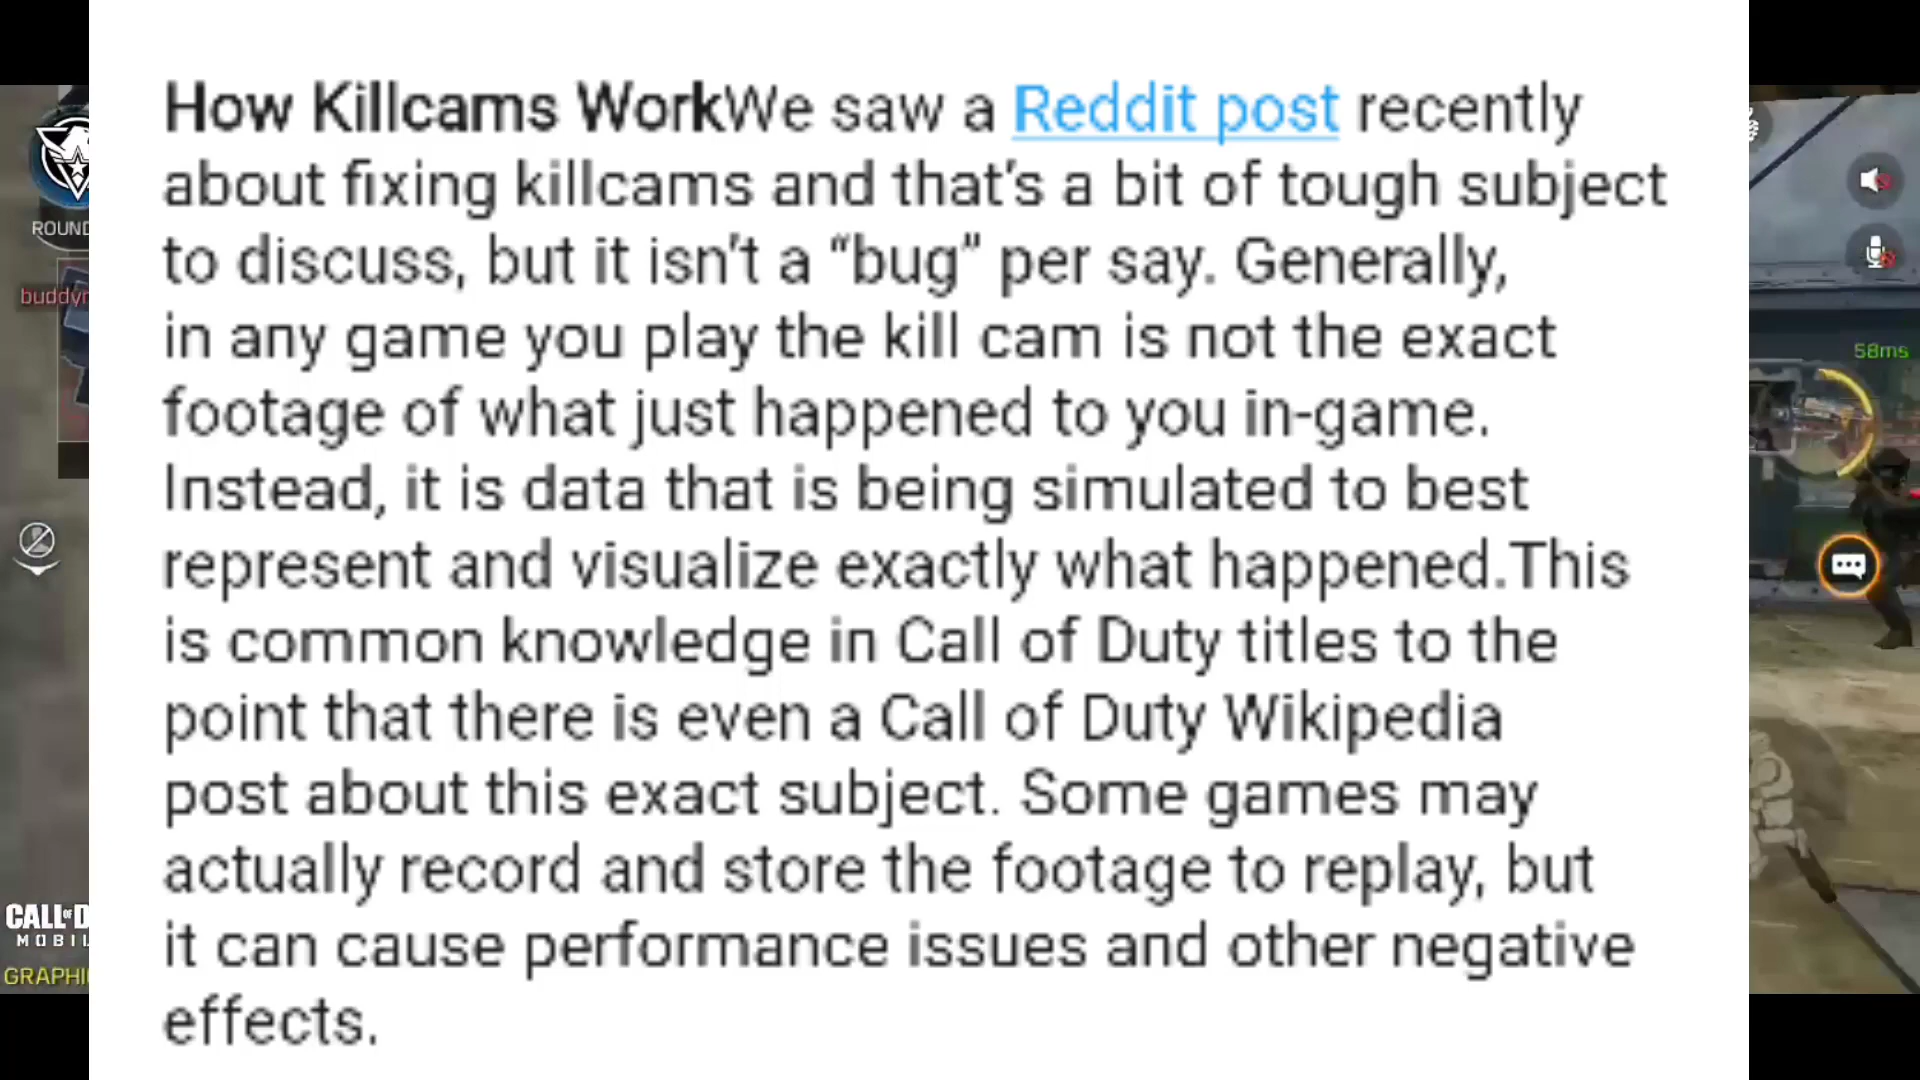 How Killcams WorkWe saw a Reddit post recently
about fixing killcams and that's a bit of tough subject
to discuss, but it isn't a “bug” per say. Generally,
in any game you play the kill cam is not the exact
footage of what just happened to you in-game.
Instead, it is data that is being simulated to best
represent and visualize exactly what happened.This
is common knowledge in Call of Duty titles to the
point that there is even a Call of Duty Wikipedia
post about this exact subject. Some games may
actually record and store the footage to replay, but
it can cause performance issues and other negative
effects.
ROUND
58ms
CALL OF D
MOBIL
GRAPHI